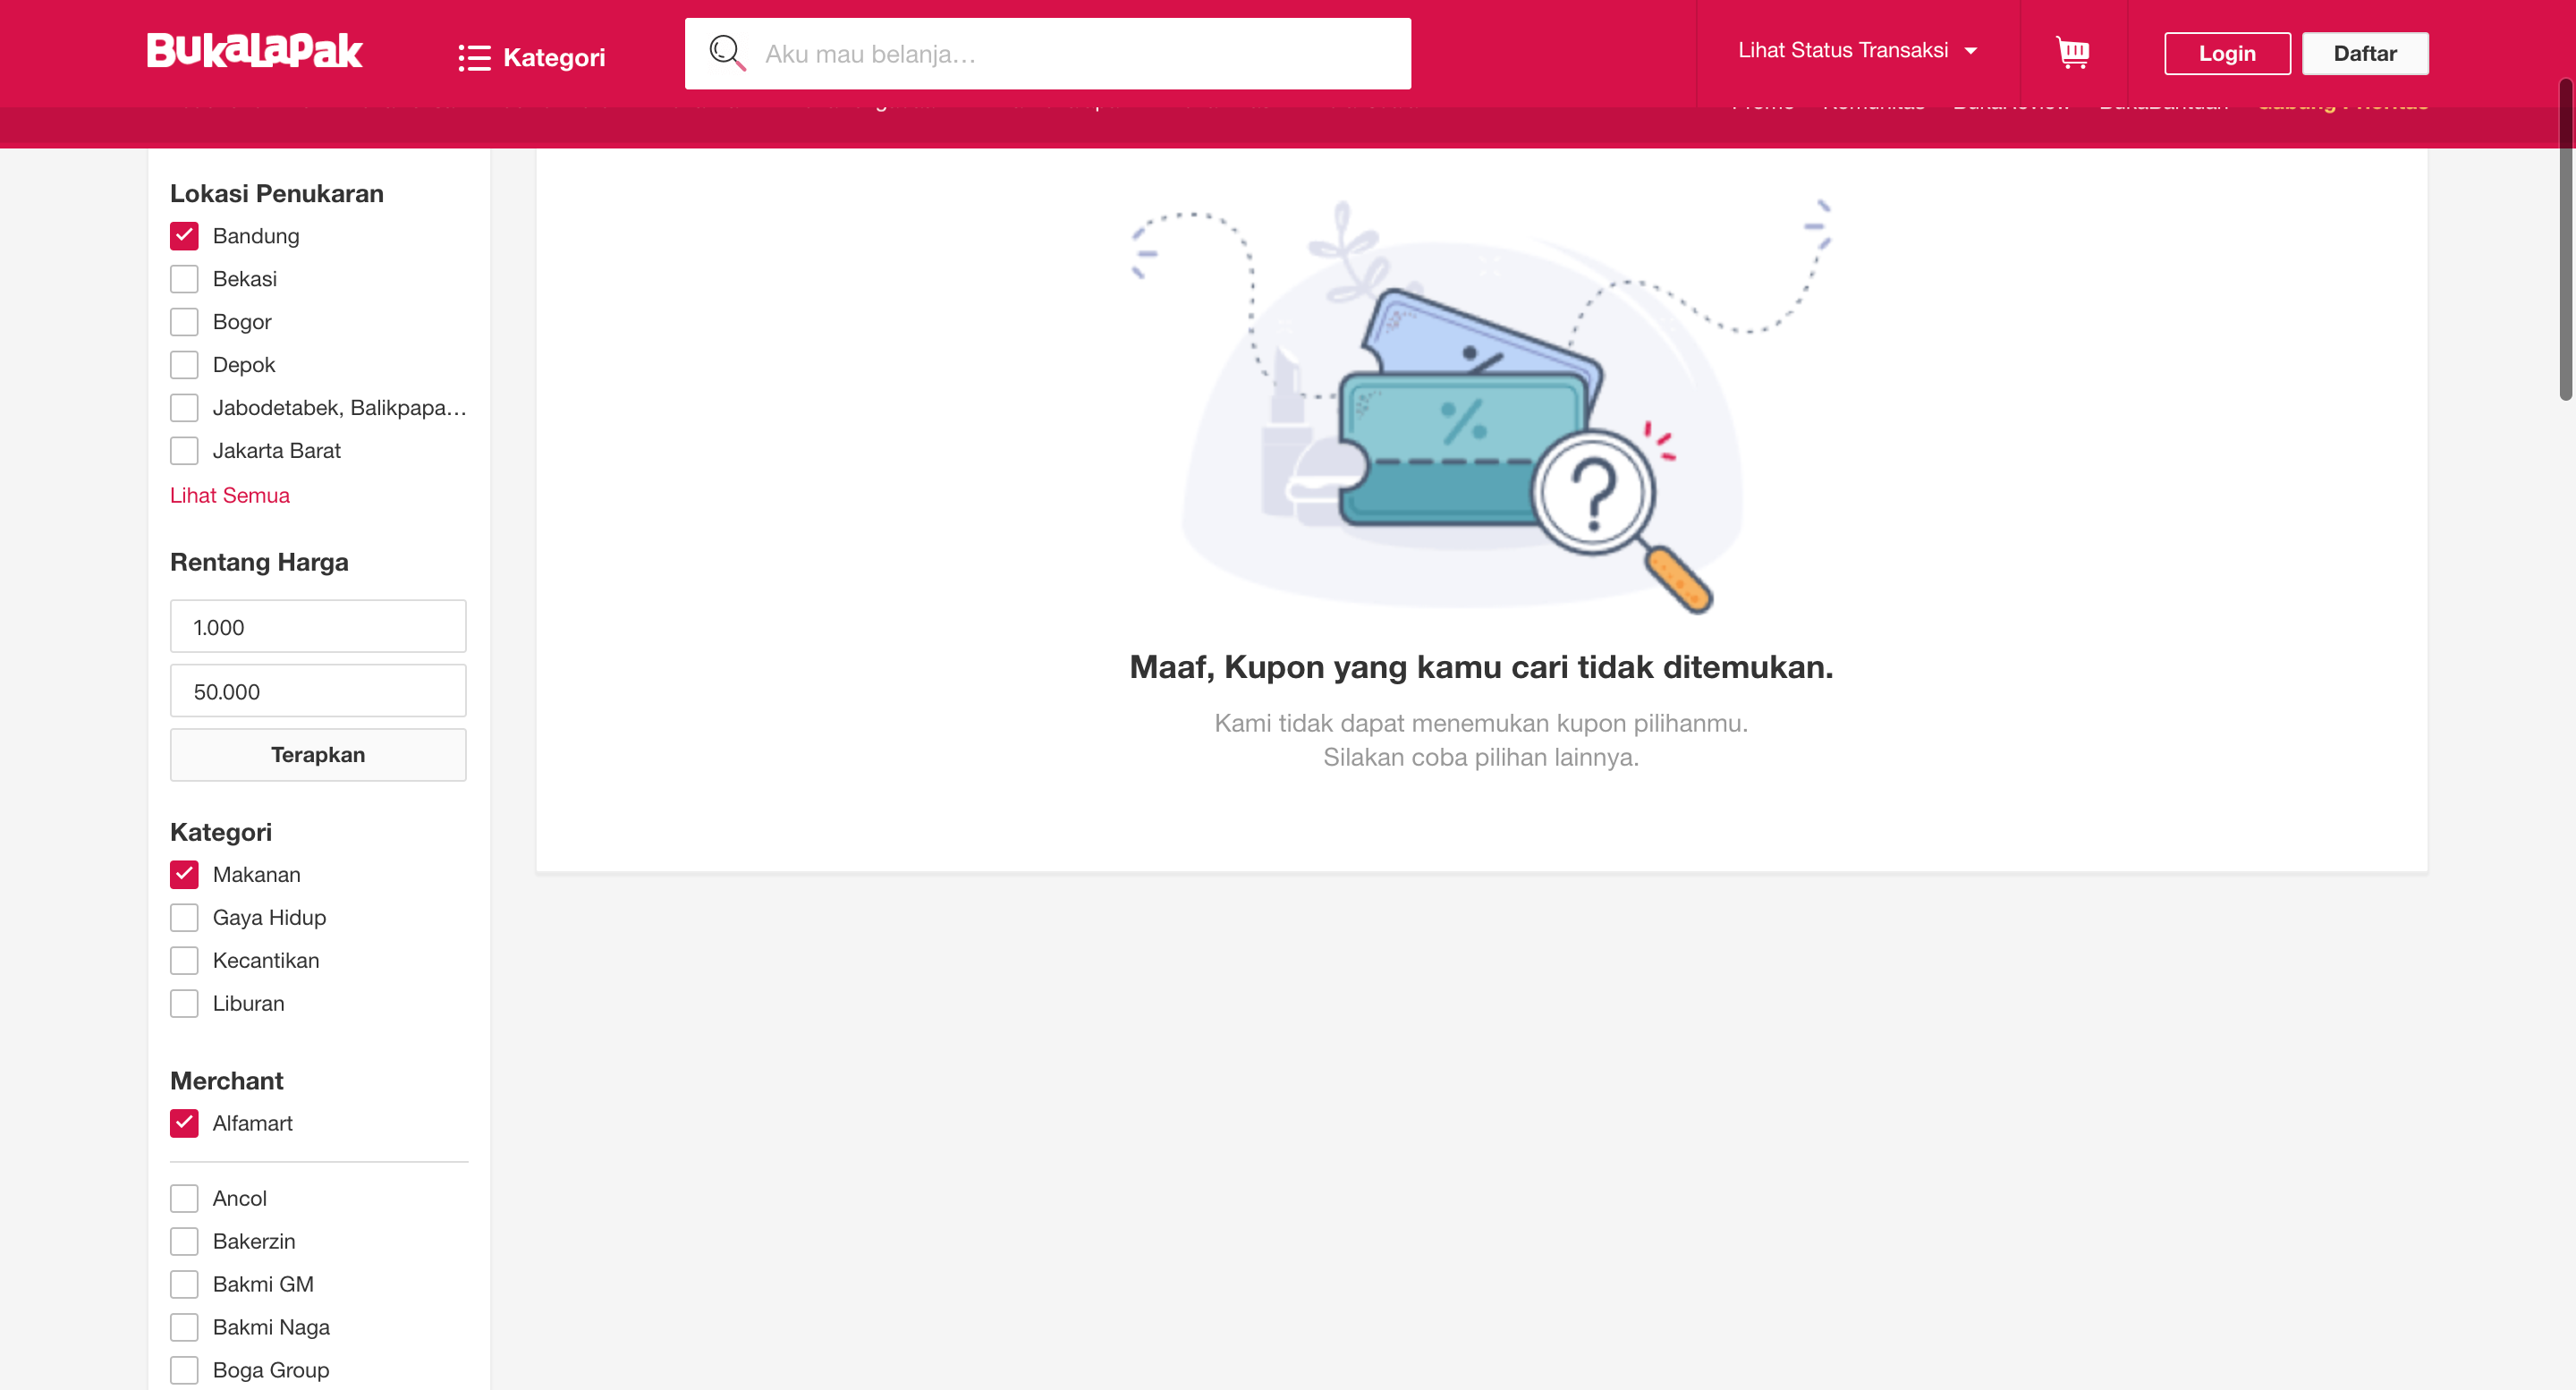 Bukalapak
Kategori
Aku mau belanja...
Lihat Status Transaksi
Login
Daftar
Lokasi Penukaran
Bandung
Bekasi
Bogor
Depok
Jabodetabek, Balikpapa...
Jakarta Barat
Lihat Semua
Rentang Harga
1.000
50.000
Terapkan
Kategori
Makanan
Gaya Hidup
Kecantikan
Liburan
Merchant
Alfamart
Ancol
Bakerzin
Bakmi GM
Bakmi Naga
Boga Group
%
%
?
Maaf, Kupon yang kamu cari tidak ditemukan.
Kami tidak dapat menemukan kupon pilihanmu.
Silakan coba pilihan lainnya.